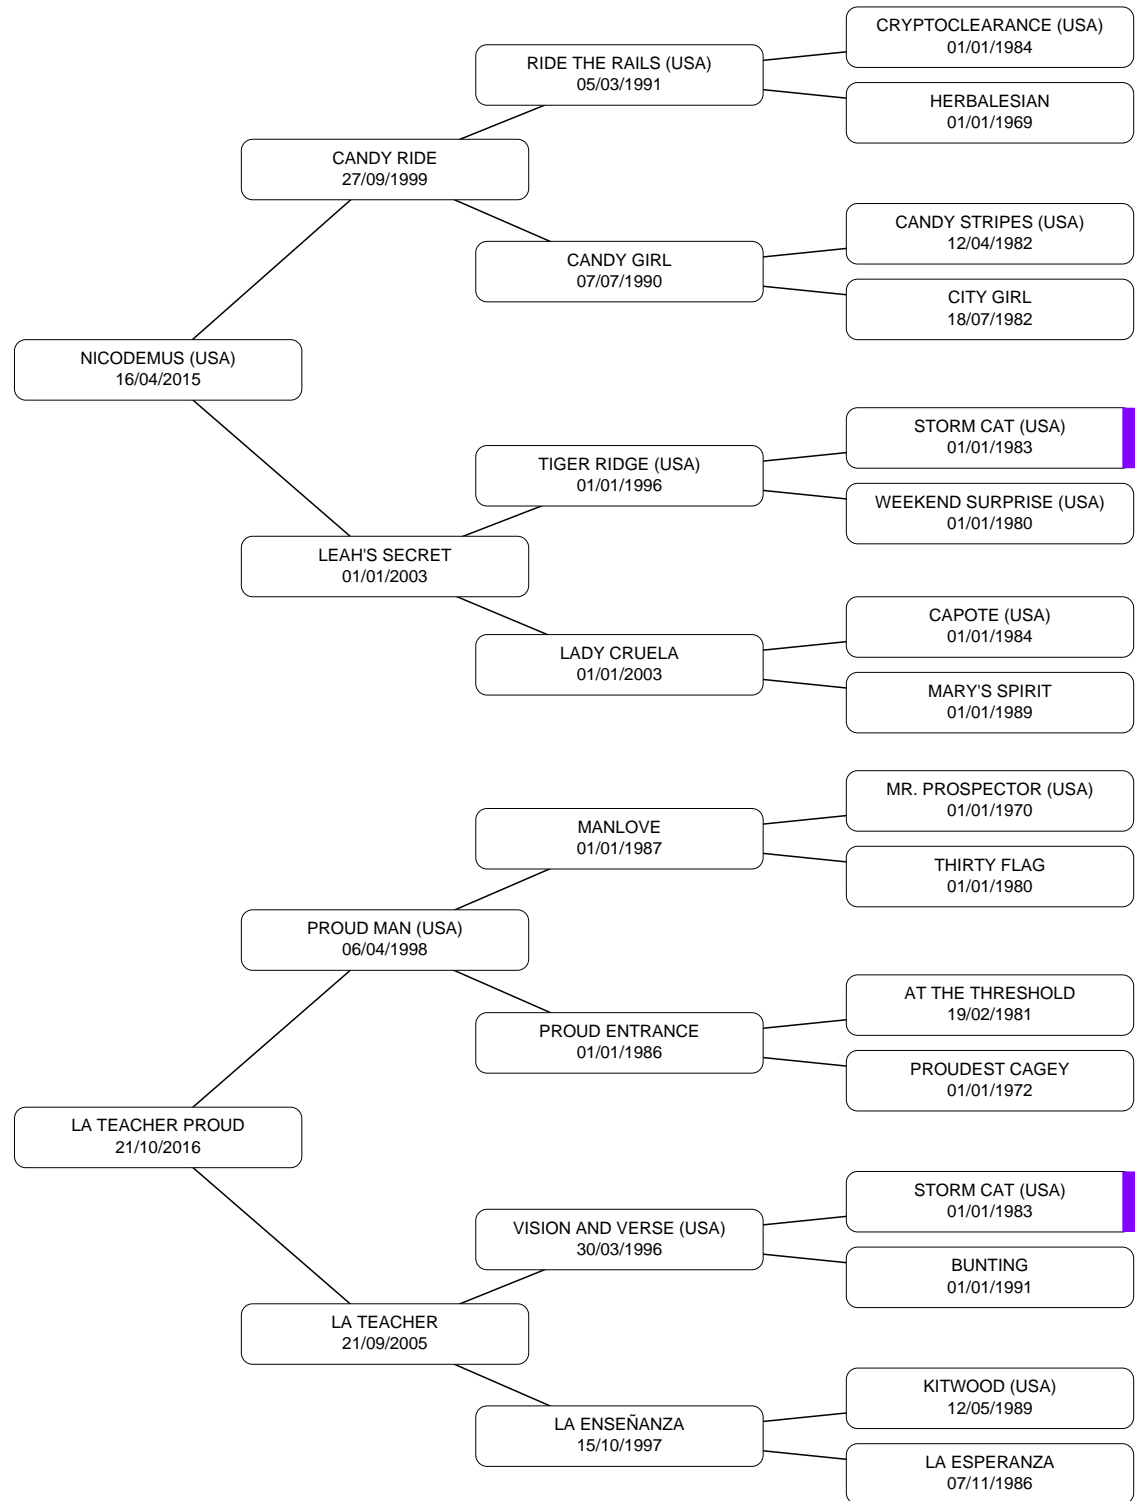 CRYPTOCLEARANCE (USA)
01/01/1984
RIDE THE RAILS (USA)
05/03/1991
HERBALESIAN
01/01/1969
CANDY RIDE
27/09/1999
CANDY STRIPES (USA)
12/04/1982
CANDY GIRL
07/07/1990
CITY GIRL
18/07/1982
NICODEMUS (USA)
16/04/2015
STORM CAT (USA)
01/01/1983
TIGER RIDGE (USA)
01/01/1996
WEEKEND SURPRISE (USA)
01/01/1980
LEAH'S SECRET
01/01/2003
CAPOTE (USA)
01/01/1984
LADY CRUELA
01/01/2003
MARY'S SPIRIT
01/01/1989
MR. PROSPECTOR (USA)
01/01/1970
MANLOVE
01/01/1987
THIRTY FLAG
01/01/1980
PROUD MAN (USA)
06/04/1998
AT THE THRESHOLD
19/02/1981
PROUD ENTRANCE
01/01/1986
PROUDEST CAGEY
01/01/1972
LA TEACHER PROUD
21/10/2016
STORM CAT (USA)
01/01/1983
VISION AND VERSE (USA)
30/03/1996
BUNTING
01/01/1991
LA TEACHER
21/09/2005
KITWOOD (USA)
12/05/1989
LA ENSEÑANZA
15/10/1997
LA ESPERANZA
07/11/1986